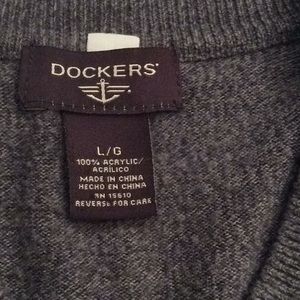 DOCKERS®
L/G
100% ACRYLIC/
ACRILICO
MADE IN CHINA
HECHO EN CHINA
RN 15610
REVERSE FOR CARE